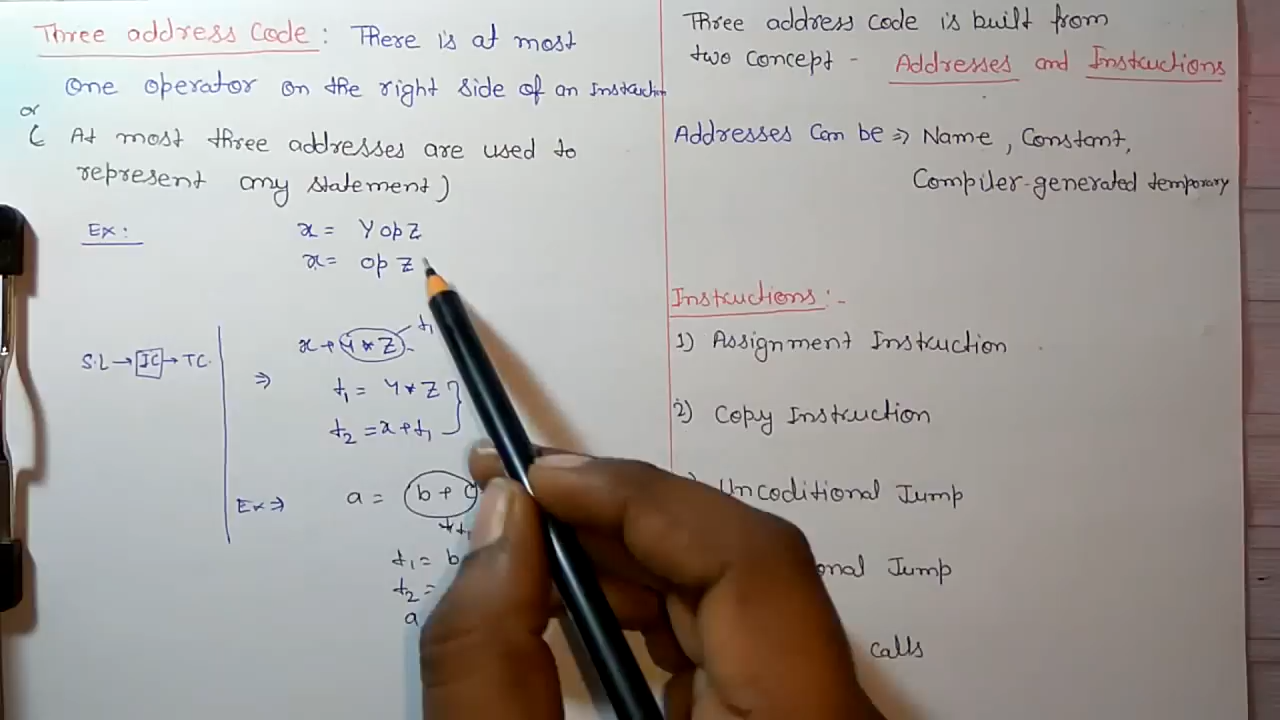 Three address Code : There is at most
one operator on the right side of an Instruction
or
( At most three addresses are used to
represent any statement)
Ex :
x = Y op Z
x = op Z
S.L → IC → T.C.
x + Y * Z t1
⇒ t1 = Y * Z
t2 = x + t1
Ex ⇒ a = b + c
t1
t1 = b
t2 =
a
Three address code is built from
two concept - Addresses and Instructions
Addresses Can be ⇒ Name , Constant,
Compiler-generated temporary
Instructions :-
1) Assignment Instruction
2) Copy Instruction
) Uncoditional Jump
onal Jump
calls